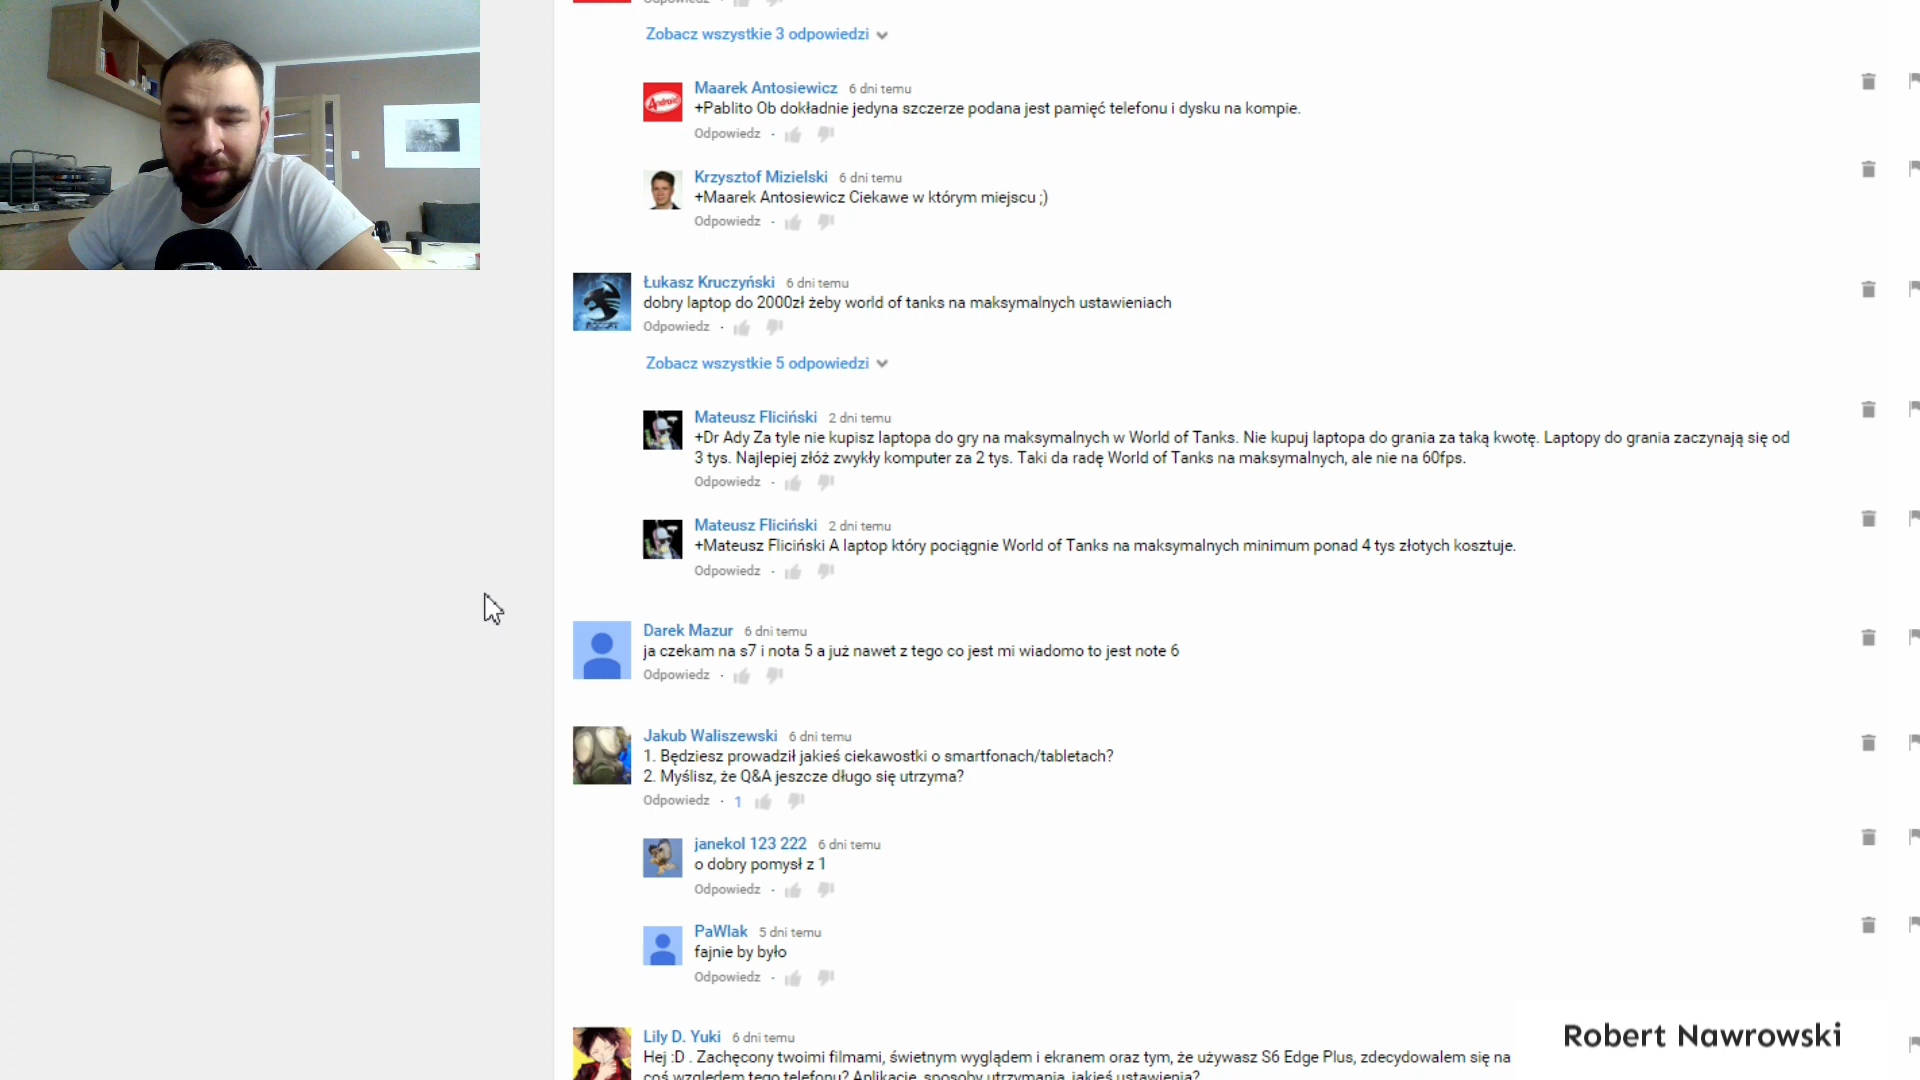 Odpowiedz
Zobacz wszystkie 3 odpowiedzi
Maarek Antosiewicz 6 dni temu
+Pablito Ob dokładnie jedyna szczerze podana jest pamięć telefonu i dysku na kompie.
Odpowiedz ·
Krzysztof Mizielski 6 dni temu
+Maarek Antosiewicz Ciekawe w którym miejscu ;)
Odpowiedz ·
Łukasz Kruczyński 6 dni temu
dobry laptop do 2000zł żeby world of tanks na maksymalnych ustawieniach
Odpowiedz ·
Zobacz wszystkie 5 odpowiedzi
Mateusz Fliciński 2 dni temu
+Dr Ady Za tyle nie kupisz laptopa do gry na maksymalnych w World of Tanks. Nie kupuj laptopa do grania za taką kwotę. Laptopy do grania zaczynają się od
3 tys. Najlepiej złóż zwykły komputer za 2 tys. Taki da radę World of Tanks na maksymalnych, ale nie na 60fps.
Odpowiedz ·
Mateusz Fliciński 2 dni temu
+Mateusz Fliciński A laptop który pociągnie World of Tanks na maksymalnych minimum ponad 4 tys złotych kosztuje.
Odpowiedz ·
Darek Mazur 6 dni temu
ja czekam na s7 i nota 5 a już nawet z tego co jest mi wiadomo to jest note 6
Odpowiedz ·
Jakub Waliszewski 6 dni temu
1. Będziesz prowadził jakieś ciekawostki o smartfonach/tabletach?
2. Myślisz, że Q&A jeszcze długo się utrzyma?
Odpowiedz · 1
janekol 123 222 6 dni temu
o dobry pomysł z 1
Odpowiedz ·
PaWlak 5 dni temu
fajnie by było
Odpowiedz ·
Lily D. Yuki 6 dni temu
Hej :D . Zachęcony twoimi filmami, świetnym wyglądem i ekranem oraz tym, że używasz S6 Edge Plus, zdecydowalem się na
coś względem tego telefonu? Aplikacje, sposoby utrzymania, jakieś ustawienia?
Robert Nawrowski